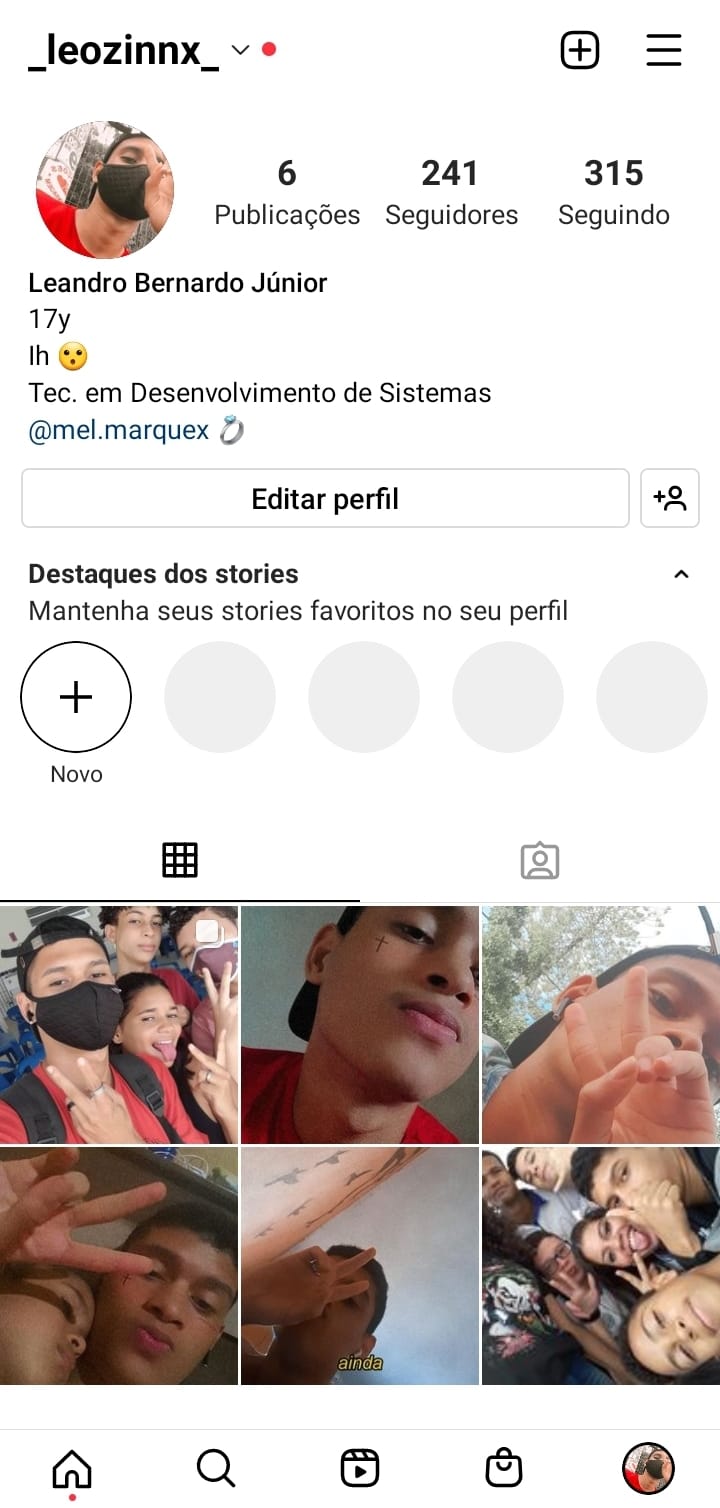 _leozinnx_
6 241 315
Publicações Seguidores Seguindo
Leandro Bernardo Júnior
17y
Ih 😯
Tec. em Desenvolvimento de Sistemas
@mel.marquex 💍
Editar perfil
Destaques dos stories
Mantenha seus stories favoritos no seu perfil
Novo
ainda